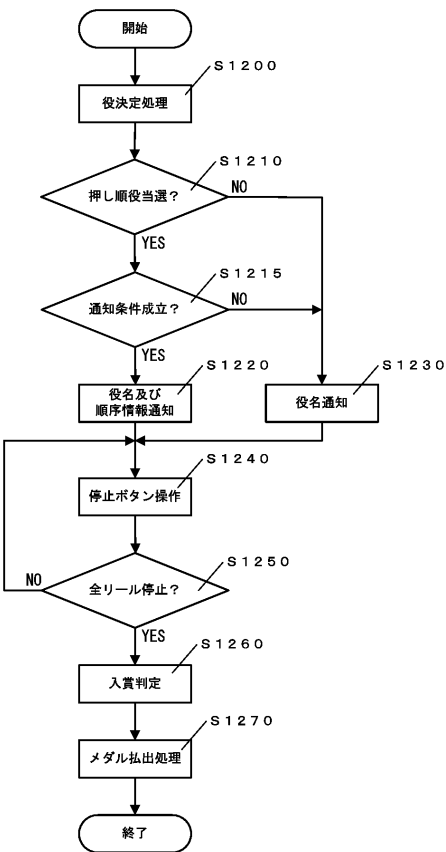 開始
S1200
役決定処理
S1210
押し順役当選？
NO
YES
S1215
通知条件成立？
NO
YES
S1220
役名及び
順序情報通知
S1230
役名通知
S1240
停止ボタン操作
S1250
全リール停止？
NO
YES
S1260
入賞判定
S1270
メダル払出処理
終了